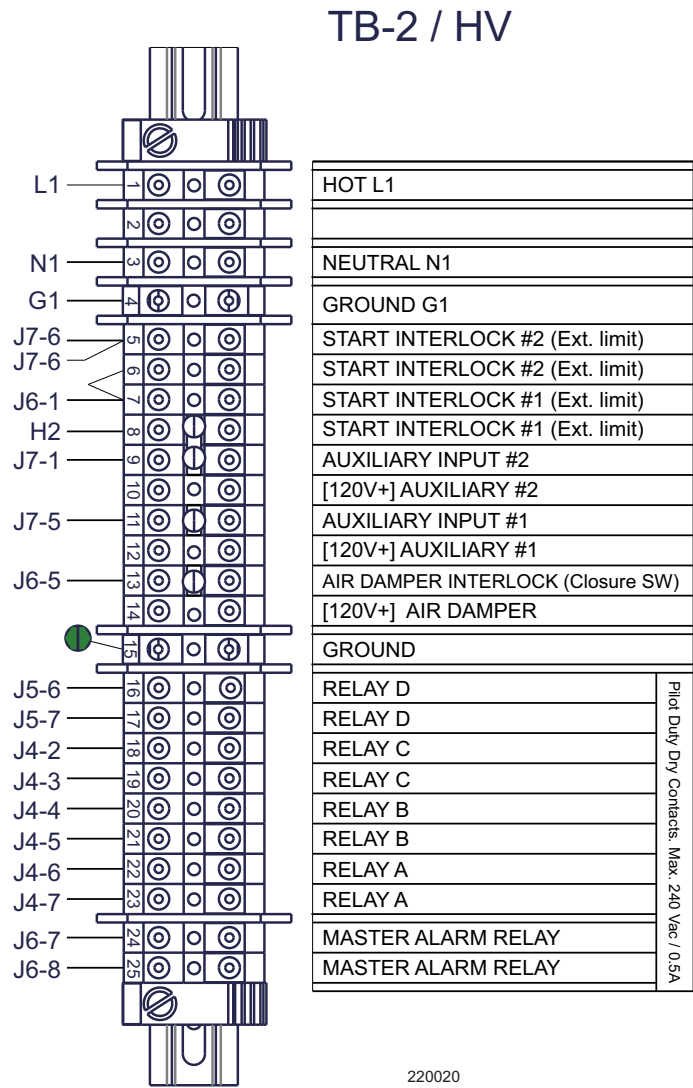 TB-2 / HV
L1 1 HOT L1
2
N1 3 NEUTRAL N1
G1 4 GROUND G1
J7-6 5 START INTERLOCK #2 (Ext. limit)
J7-6 6 START INTERLOCK #2 (Ext. limit)
J6-1 7 START INTERLOCK #1 (Ext. limit)
H2 8 START INTERLOCK #1 (Ext. limit)
J7-1 9 AUXILIARY INPUT #2
10 [120V+] AUXILIARY #2
J7-5 11 AUXILIARY INPUT #1
12 [120V+] AUXILIARY #1
J6-5 13 AIR DAMPER INTERLOCK (Closure SW)
14 [120V+] AIR DAMPER
15 GROUND
J5-6 16 RELAY D
J5-7 17 RELAY D
J4-2 18 RELAY C
J4-3 19 RELAY C
J4-4 20 RELAY B
J4-5 21 RELAY B
J4-6 22 RELAY A
J4-7 23 RELAY A
J6-7 24 MASTER ALARM RELAY
J6-8 25 MASTER ALARM RELAY
Pilot Duty Dry Contacts. Max. 240 Vac / 0.5A
220020